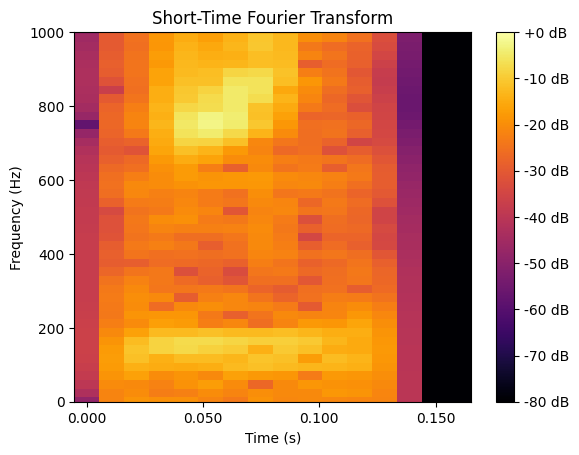 Short-Time Fourier Transform
1000
800
600
400
200
0
Frequency (Hz)
0.000
0.050
0.100
0.150
Time (s)
+0 dB
-10 dB
-20 dB
-30 dB
-40 dB
-50 dB
-60 dB
-70 dB
-80 dB